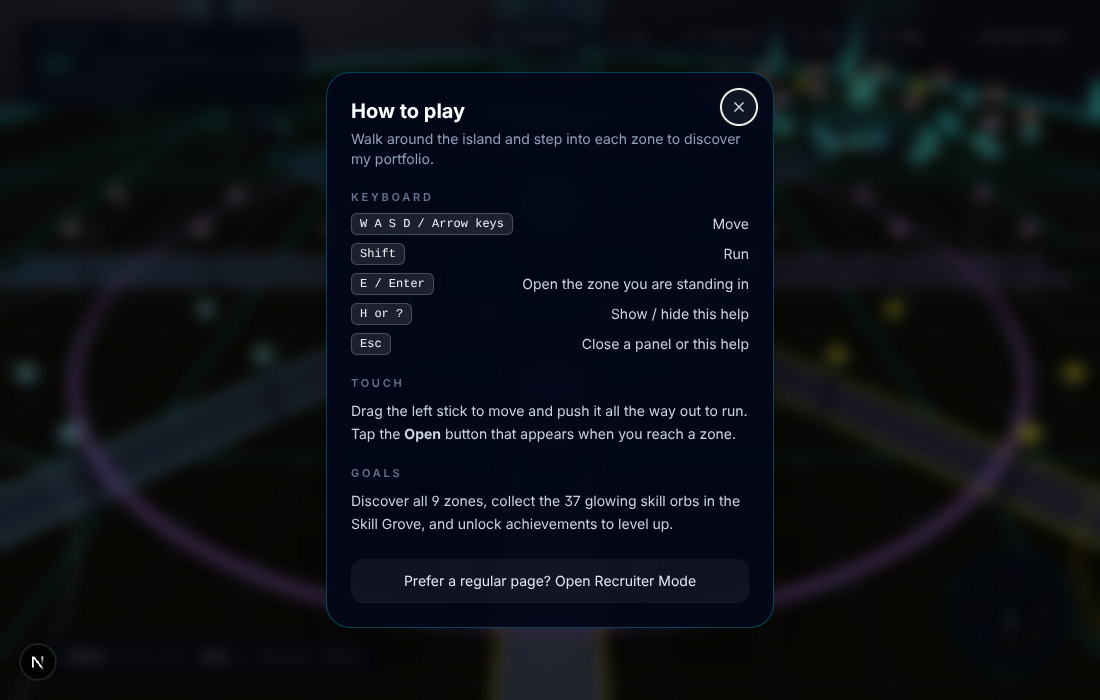 How to play
Walk around the island and step into each zone to discover
my portfolio.
KEYBOARD
W A S D / Arrow keys Move
Shift Run
E / Enter Open the zone you are standing in
H or ? Show / hide this help
Esc Close a panel or this help
TOUCH
Drag the left stick to move and push it all the way out to run.
Tap the Open button that appears when you reach a zone.
GOALS
Discover all 9 zones, collect the 37 glowing skill orbs in the
Skill Grove, and unlock achievements to level up.
Prefer a regular page? Open Recruiter Mode
N